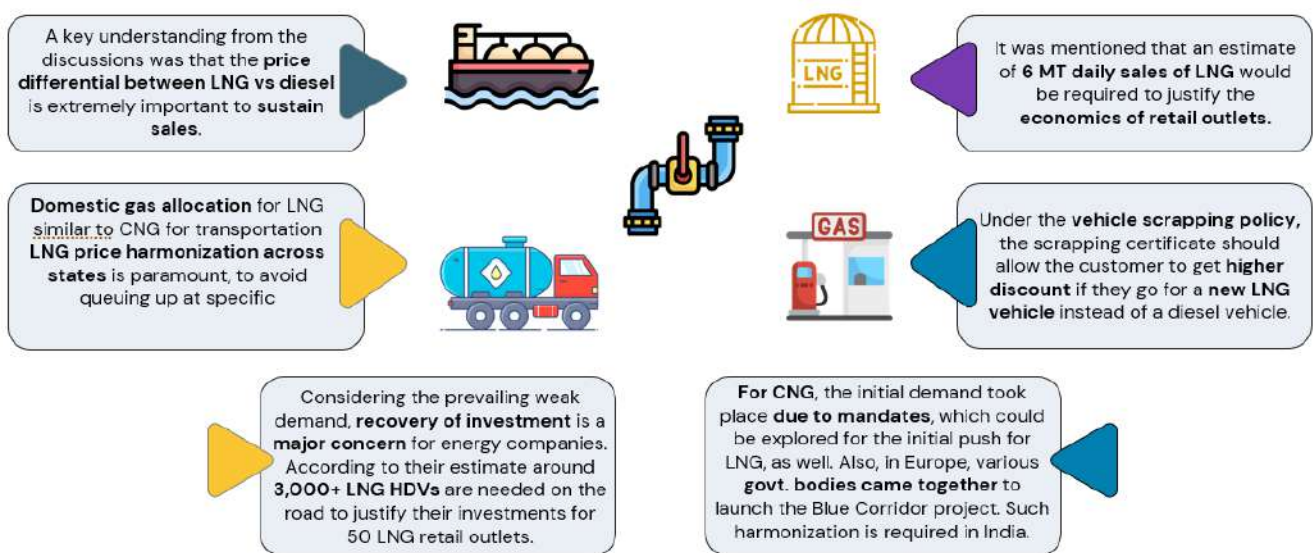 A key understanding from the
discussions was that the price
differential between LNG vs diesel
is extremely important to sustain
sales.
LNG
It was mentioned that an estimate
of 6 MT daily sales of LNG would
be required to justify the
economics of retail outlets.
Domestic gas allocation for LNG
similar to CNG for transportation
LNG price harmonization across
states is paramount, to avoid
queuing up at specific
GAS
Under the vehicle scrapping policy,
the scrapping certificate should
allow the customer to get higher
discount if they go for a new LNG
vehicle instead of a diesel vehicle.
Considering the prevailing weak
demand, recovery of investment is a
major concern for energy companies.
According to their estimate around
3,000+ LNG HDVs are needed on the
road to justify their investments for
50 LNG retail outlets.
For CNG, the initial demand took
place due to mandates, which could
be explored for the initial push for
LNG, as well. Also, in Europe, various
govt. bodies came together to
launch the Blue Corridor project. Such
harmonization is required in India.